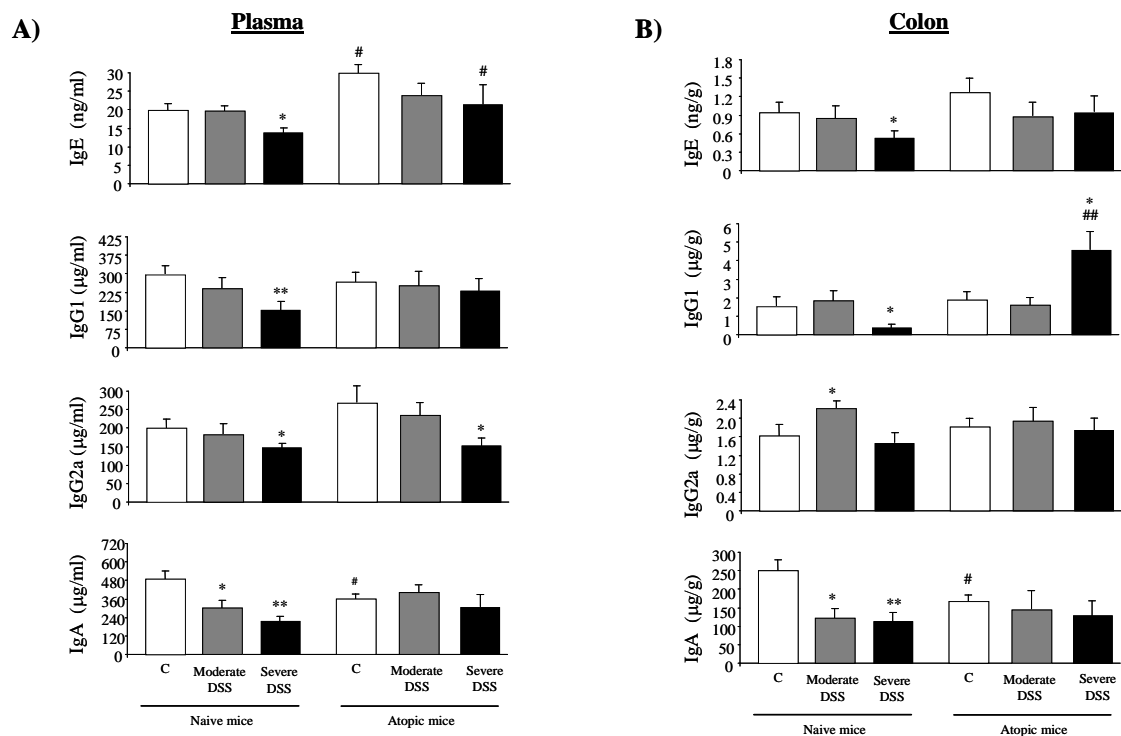 A)
Plasma
IgE (ng/ml)
30
25
20
15
10
5
0
*
#
#
IgG1 (µg/ml)
425
375
300
225
150
75
0
**
IgG2a (µg/ml)
300
250
200
150
100
50
0
*
*
IgA (µg/ml)
720
600
480
360
240
120
0
*
**
#
C
Moderate
DSS
Severe
DSS
C
Moderate
DSS
Severe
DSS
Naive mice
Atopic mice
B)
Colon
IgE (ng/g)
1.8
1.5
1.2
0.9
0.6
0.3
0
*
IgG1 (µg/g)
6
5
4
3
2
1
0
*
*
##
IgG2a (µg/g)
2.4
2.0
1.6
1.2
0.8
0.4
0
*
IgA (µg/g)
300
250
200
150
100
50
0
*
**
#
C
Moderate
DSS
Severe
DSS
C
Moderate
DSS
Severe
DSS
Naive mice
Atopic mice